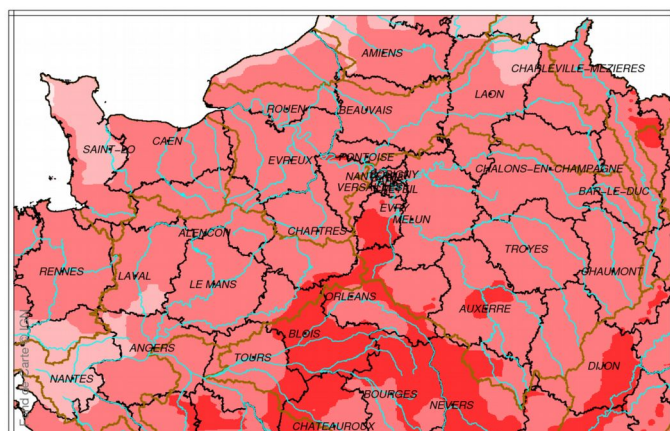 AMIENS
CHARLEVILLE-MEZIERES
LAON
ROUEN
BEAUVAIS
CAEN
SAINT-LO
EVREUX
PONTOISE
CHALONS-EN-CHAMPAGNE
VERSAILLES
BAR-LE-DUC
EVRY
MELUN
ALENCON
CHARTRES
TROYES
RENNES
LAVAL
LE MANS
CHAUMONT
ORLEANS
AUXERRE
BLOIS
ANGERS
TOURS
DIJON
NANTES
BOURGES
NEVERS
CHATEAUROUX